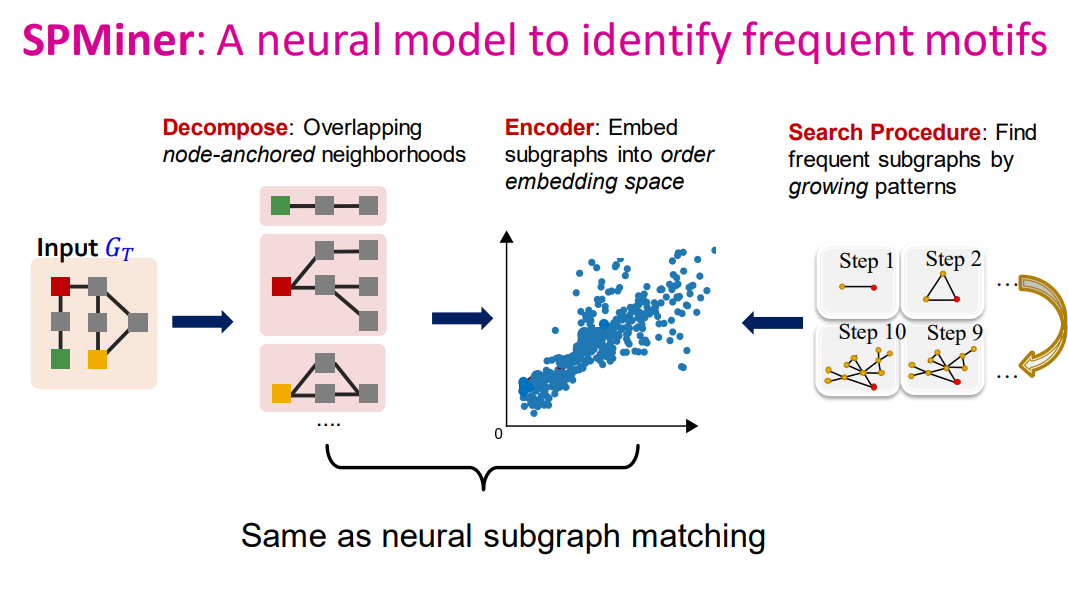 SPMiner: A neural model to identify frequent motifs
Decompose: Overlapping
node-anchored neighborhoods
Encoder: Embed
subgraphs into order
embedding space
Search Procedure: Find
frequent subgraphs by
growing patterns
Input G_T
....
0
Step 1
Step 2
...
Step 10
Step 9
...
Same as neural subgraph matching